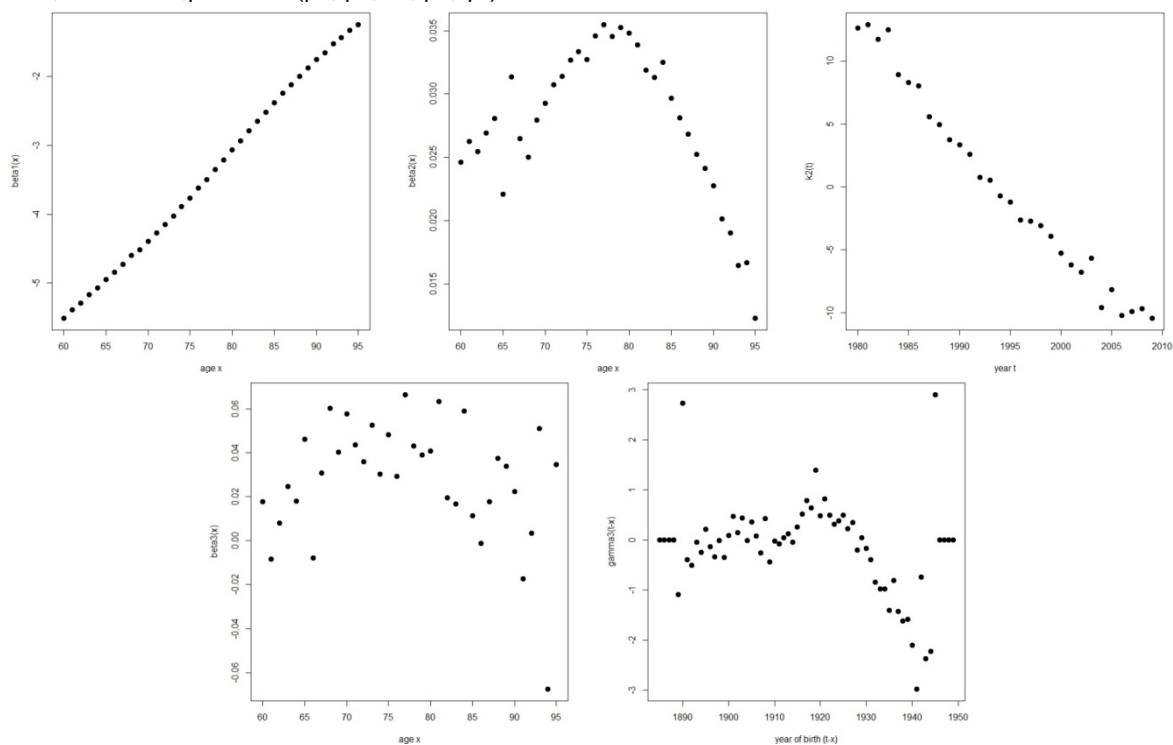 -2
-3
-4
-5
beta1(x)
60 65 70 75 80 85 90 95
age x
0.035
0.030
0.025
0.020
0.015
beta2(x)
60 65 70 75 80 85 90 95
age x
10
5
0
-5
-10
k2(t)
1980 1985 1990 1995 2000 2005 2010
year t
0.06
0.04
0.02
0.00
-0.02
-0.04
-0.06
beta3(x)
60 65 70 75 80 85 90 95
age x
3
2
1
0
-1
-2
-3
gamma3(t-x)
1890 1900 1910 1920 1930 1940 1950
year of birth (t-x)